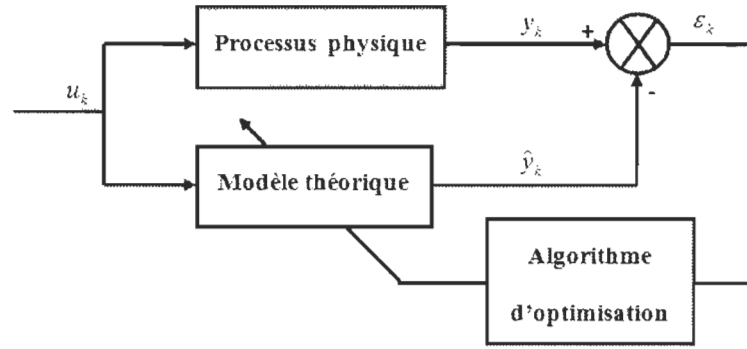 Processus physique
y_k
+
ε_k
u_k
-
Modèle théorique
ŷ_k
Algorithme
d'optimisation